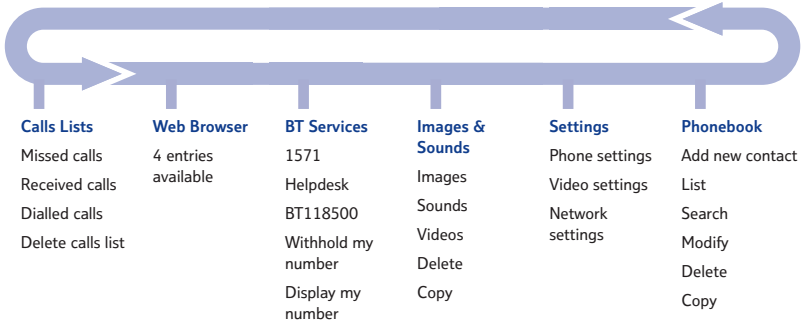 Calls Lists
Missed calls
Received calls
Dialled calls
Delete calls list
Web Browser
4 entries
available
BT Services
1571
Helpdesk
BT118500
Withhold my
number
Display my
number
Images &
Sounds
Images
Sounds
Videos
Delete
Copy
Settings
Phone settings
Video settings
Network
settings
Phonebook
Add new contact
List
Search
Modify
Delete
Copy